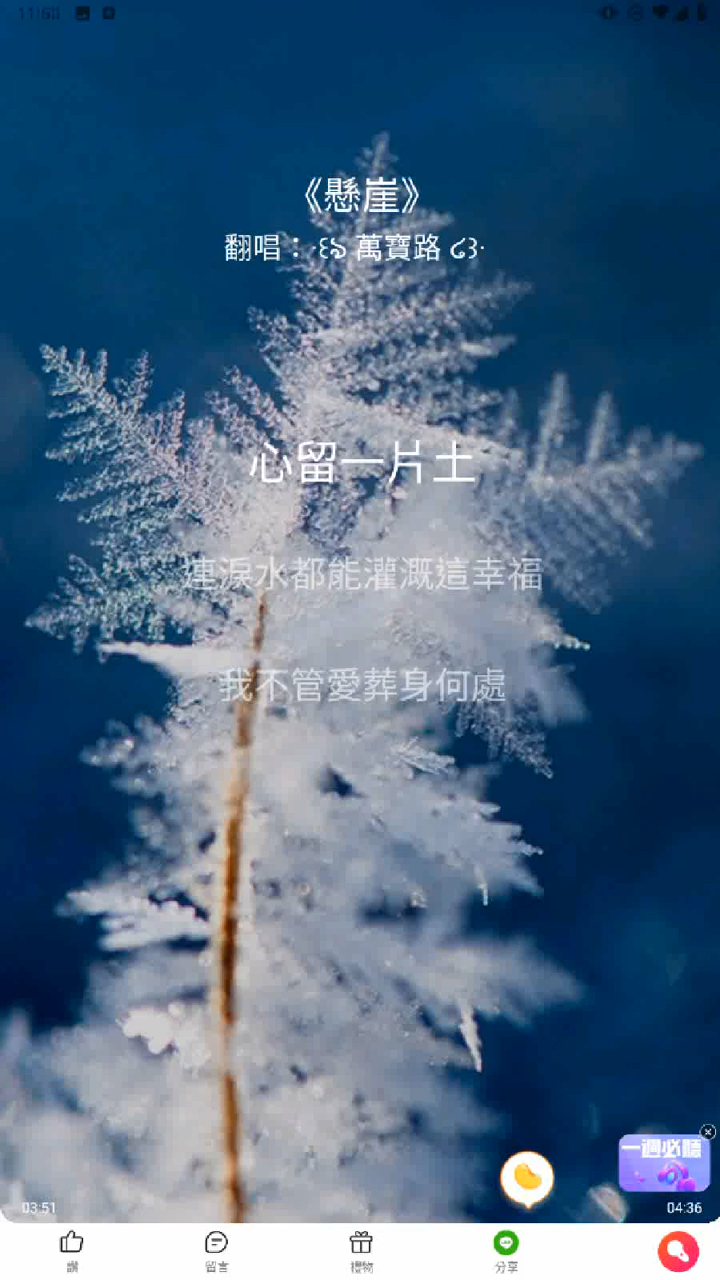 11:50
《懸崖》
翻唱： ꒰ঌ 萬寶路 ໒꒱·
心留一片土
連淚水都能灌溉這幸福
我不管愛葬身何處
一週必聽
03:51
04:36
讚
留言
禮物
分享